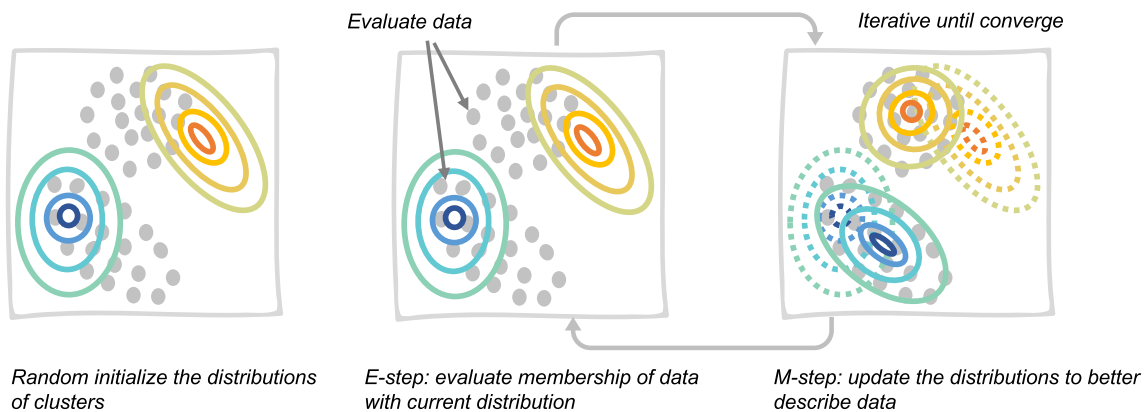 Evaluate data
Iterative until converge
Random initialize the distributions
of clusters
E-step: evaluate membership of data
with current distribution
M-step: update the distributions to better
describe data